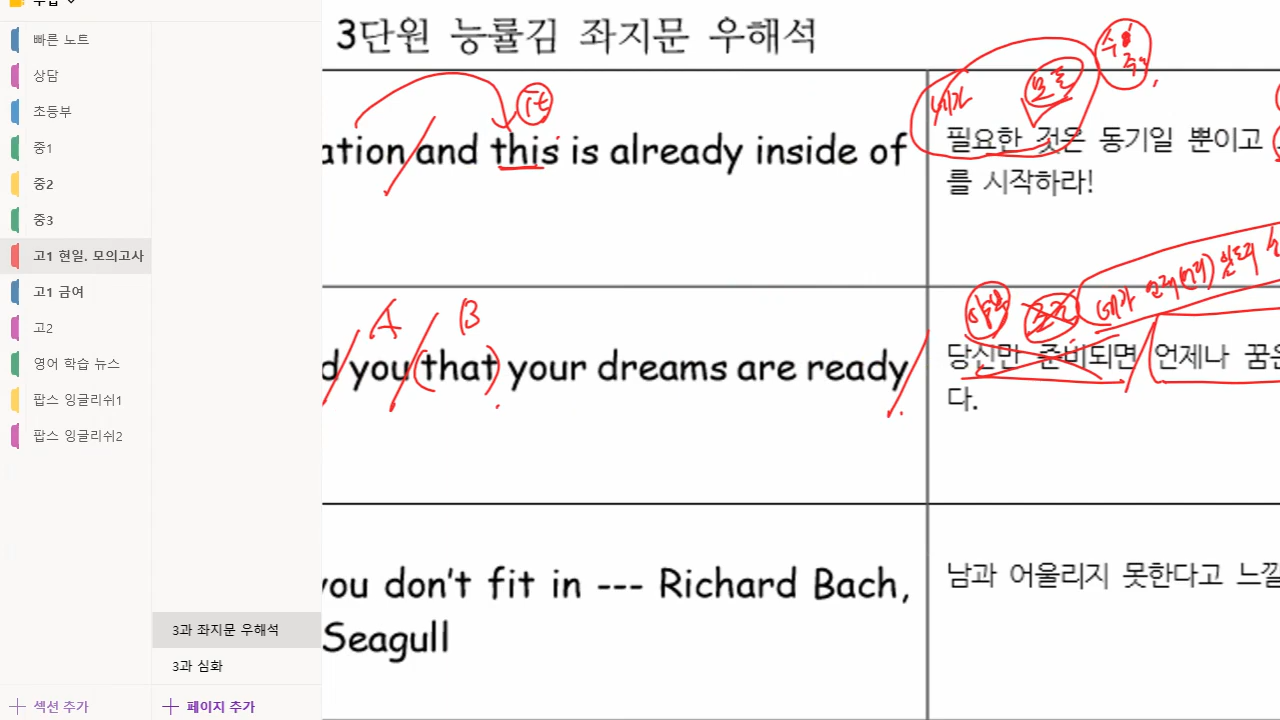 빠른 노트
상담
초등부
중1
중2
중3
고1 현일. 모의고사
고1 금여
고2
영어 학습 뉴스
팝스 잉글리쉬1
팝스 잉글리쉬2
섹션 추가
3과 좌지문 우해석
3과 심화
페이지 추가
3단원 능률김 좌지문 우해석
it
ation and this is already inside of
네가 모든
필요한 것은 동기일 뿐이고
를 시작하라!
A B
d you that your dreams are ready
당신만 준비되면 언제나 꿈은
다.
you don't fit in --- Richard Bach,
Seagull
남과 어울리지 못한다고 느낄